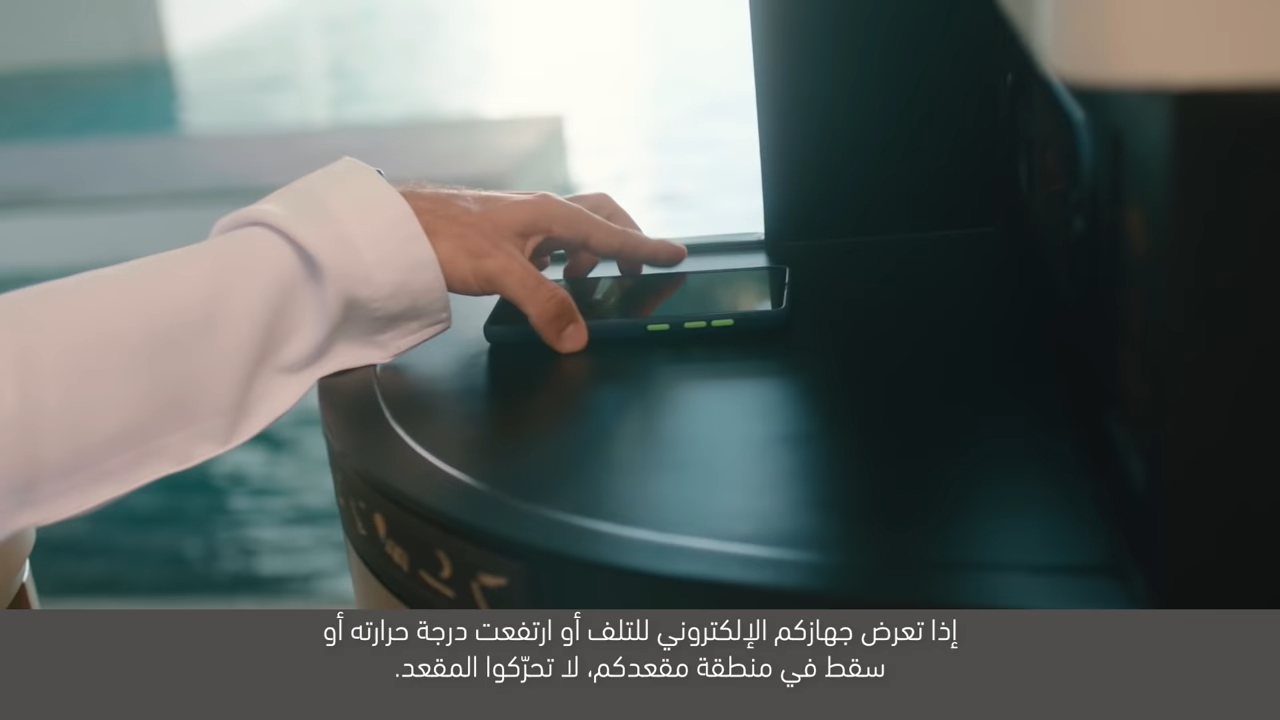 إذا تعرض جهازكم الإلكتروني للتلف أو ارتفعت درجة حرارته أو
سقط في منطقة مقعدكم، لا تحرّكوا المقعد.